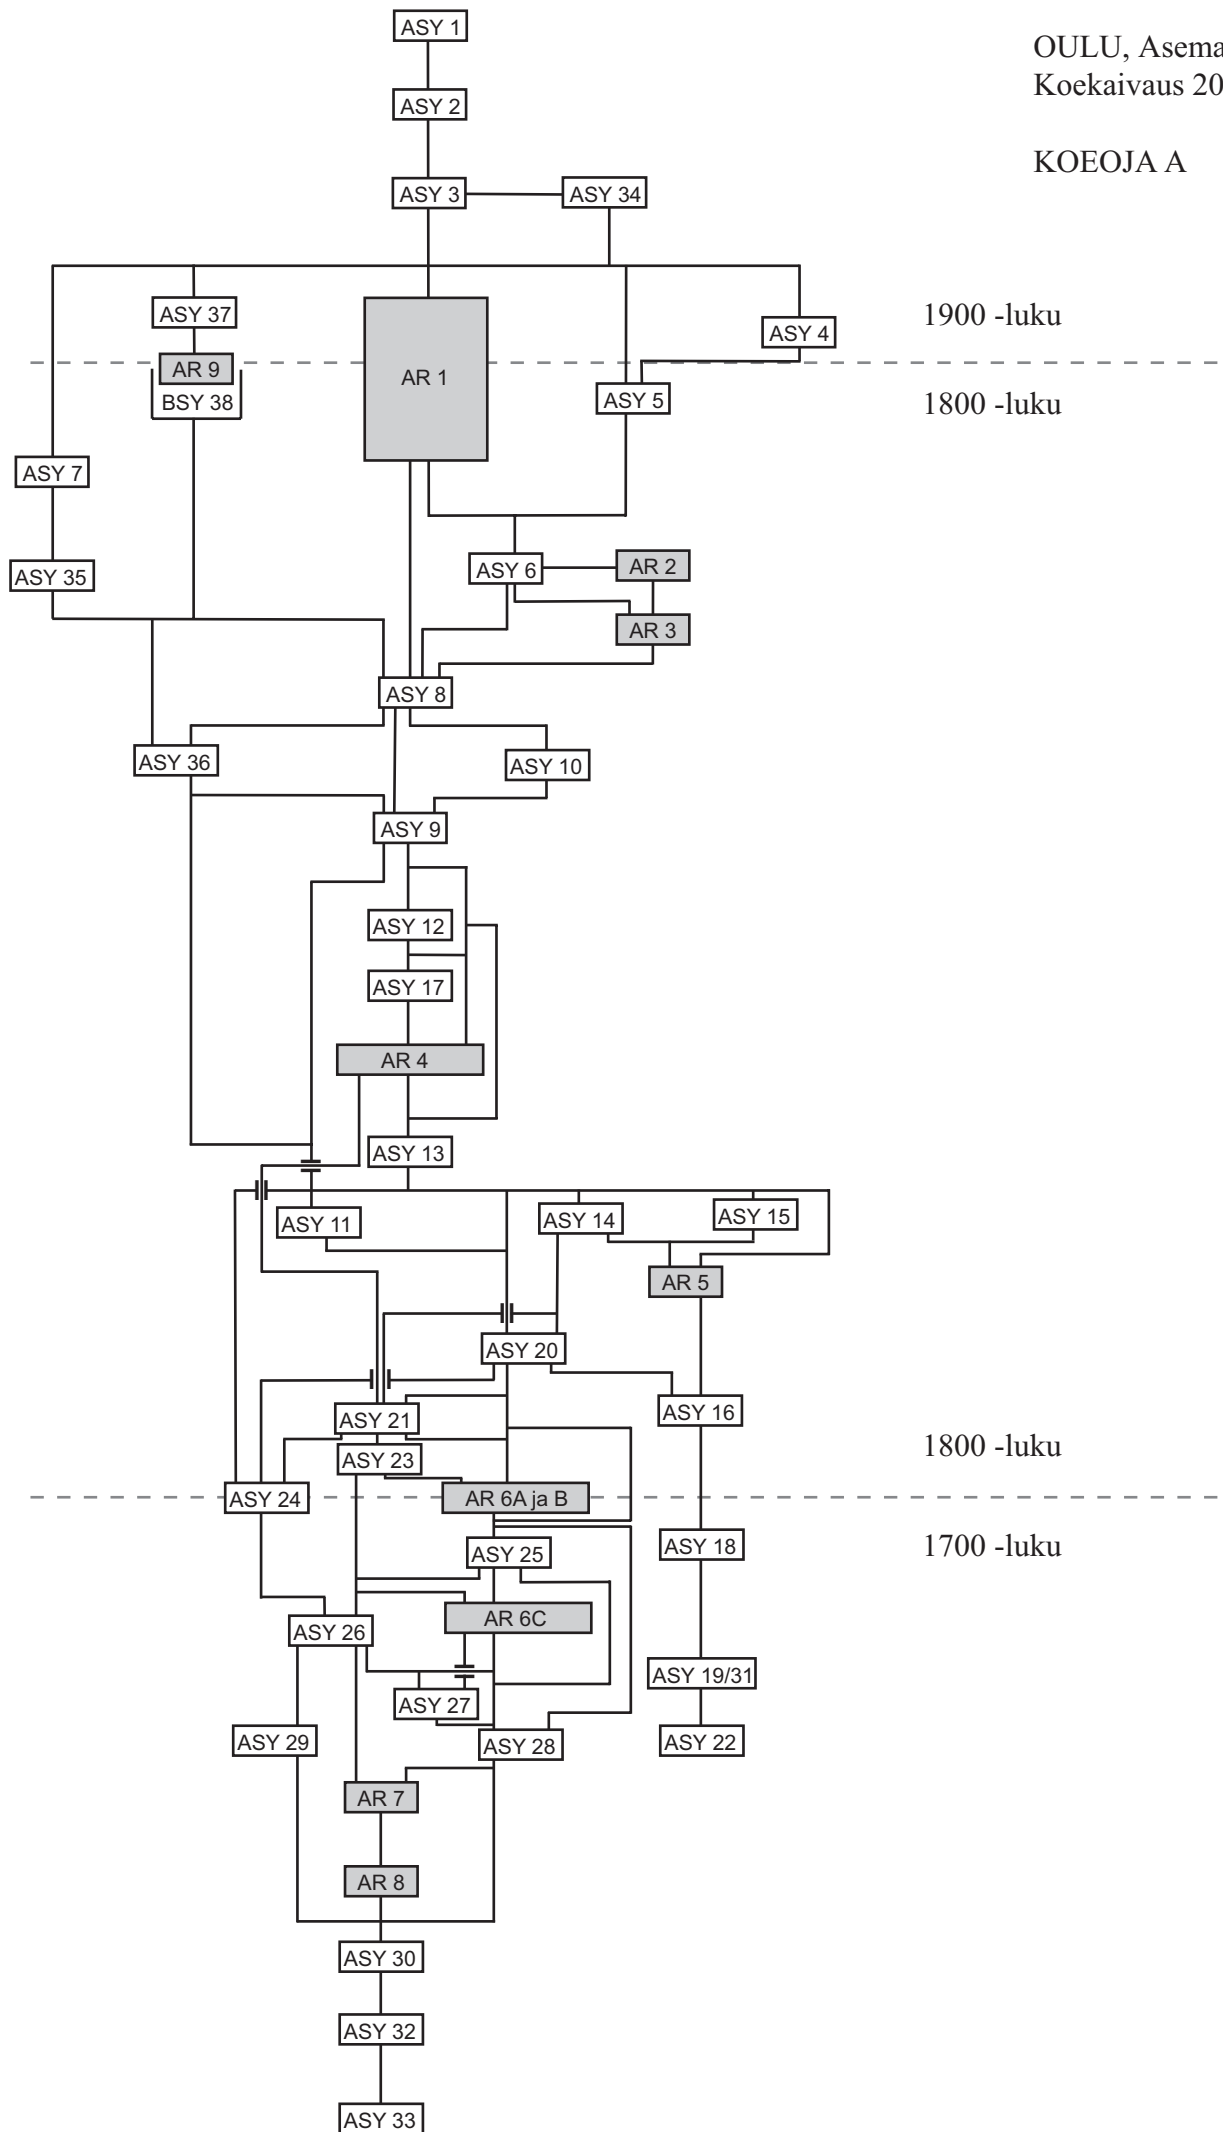 ASY 1
OULU, Asema
Koekaivaus 20
ASY 2
KOEOJA A
ASY 3
ASY 34
ASY 37
1900 -luku
ASY 4
AR 9
AR 1
BSY 38
ASY 5
1800 -luku
ASY 7
ASY 35
ASY 6
AR 2
AR 3
ASY 8
ASY 36
ASY 10
ASY 9
ASY 12
ASY 17
AR 4
ASY 13
ASY 11
ASY 14
ASY 15
AR 5
ASY 20
ASY 21
ASY 16
1800 -luku
ASY 23
ASY 24
AR 6A ja B
ASY 25
ASY 18
1700 -luku
AR 6C
ASY 26
ASY 19/31
ASY 27
ASY 29
ASY 28
ASY 22
AR 7
AR 8
ASY 30
ASY 32
ASY 33